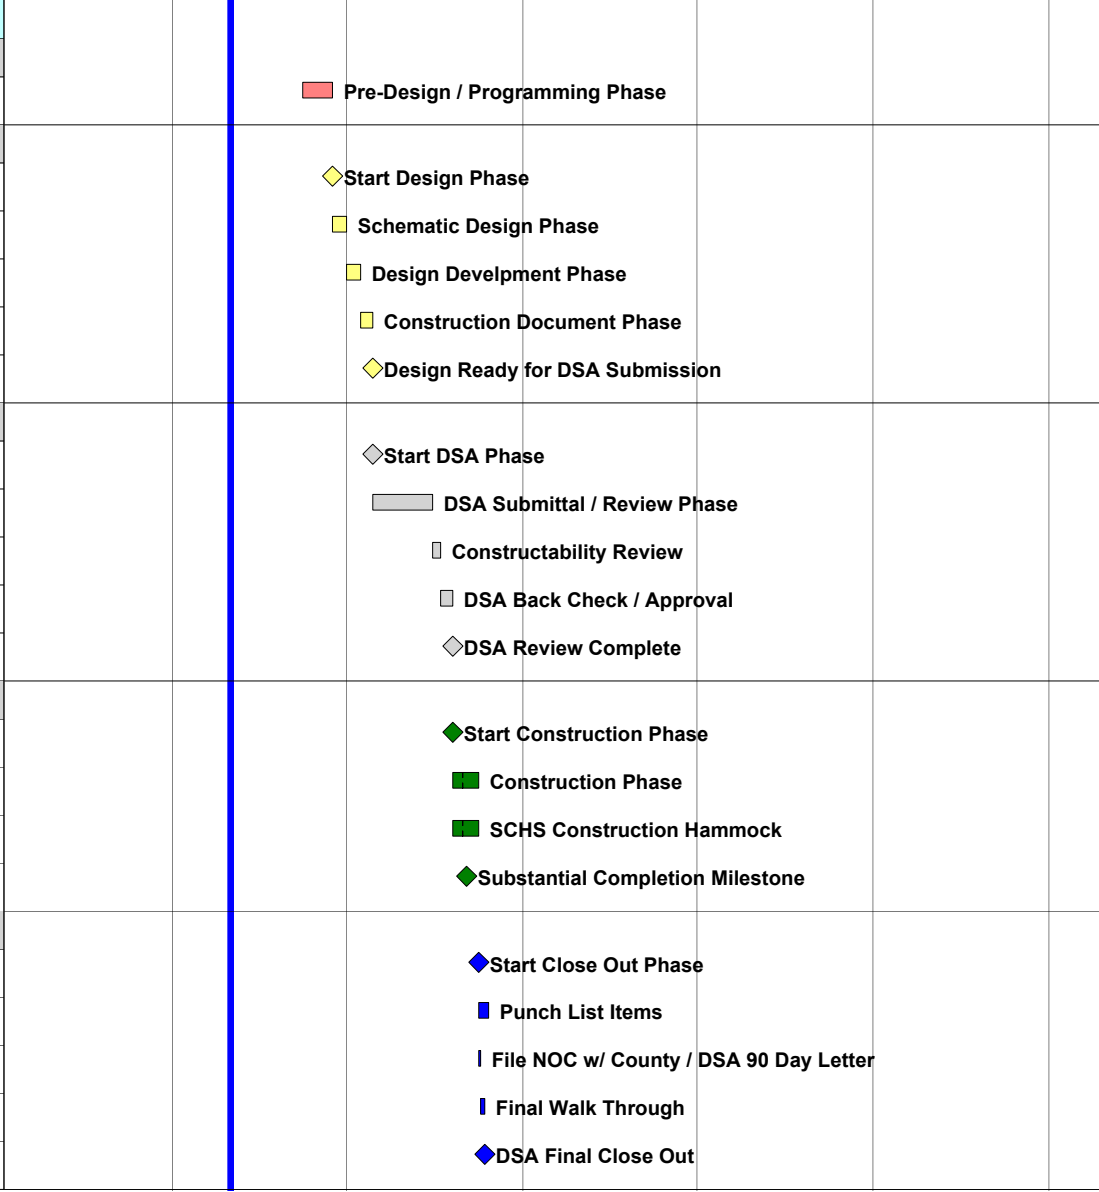 Pre-Design / Programming Phase
Start Design Phase
Schematic Design Phase
Design Develpment Phase
Construction Document Phase
Design Ready for DSA Submission
Start DSA Phase
DSA Submittal / Review Phase
Constructability Review
DSA Back Check / Approval
DSA Review Complete
Start Construction Phase
Construction Phase
SCHS Construction Hammock
Substantial Completion Milestone
Start Close Out Phase
Punch List Items
File NOC w/ County / DSA 90 Day Letter
Final Walk Through
DSA Final Close Out